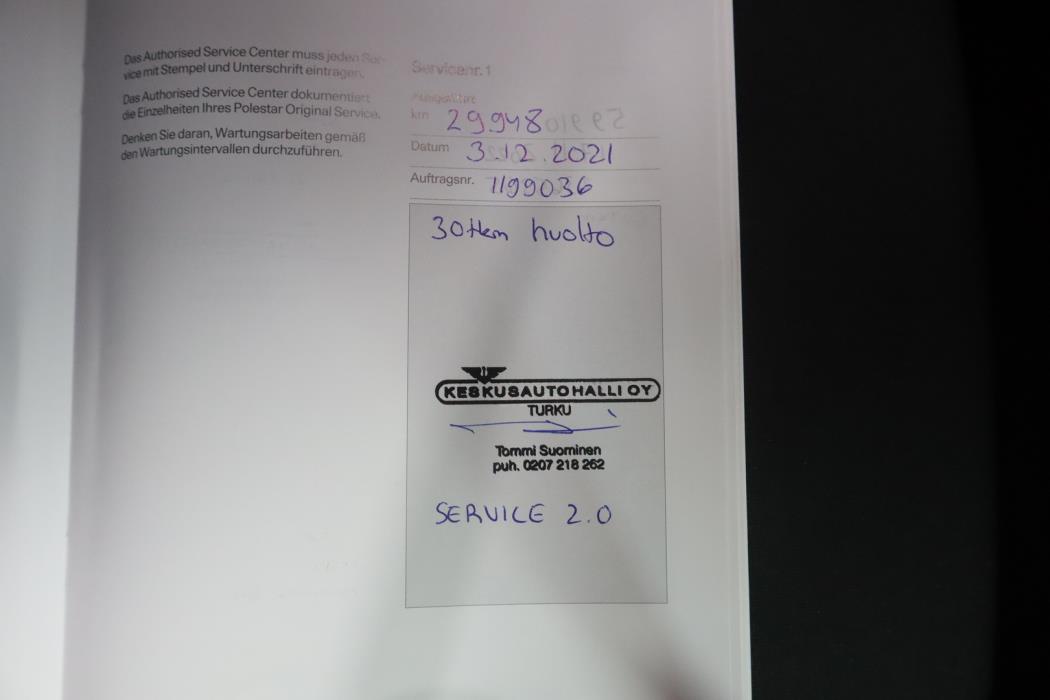 Das Authorised Service Center muss jeden Ser-
vice mit Stempel und Unterschrift eintragen.
Das Authorised Service Center dokumentiert
die Einzelheiten Ihres Polestar Original Service.
Denken Sie daran, Wartungsarbeiten gemäß
den Wartungsintervallen durchzuführen.
Servicenr. 1
km 29.948
Datum 3.12.2021
Auftragsnr. 1199036
30tkm huolto
KESKUSAUTOHALLI OY
TURKU
Tommi Suominen
puh. 0207 218 262
SERVICE 2.0